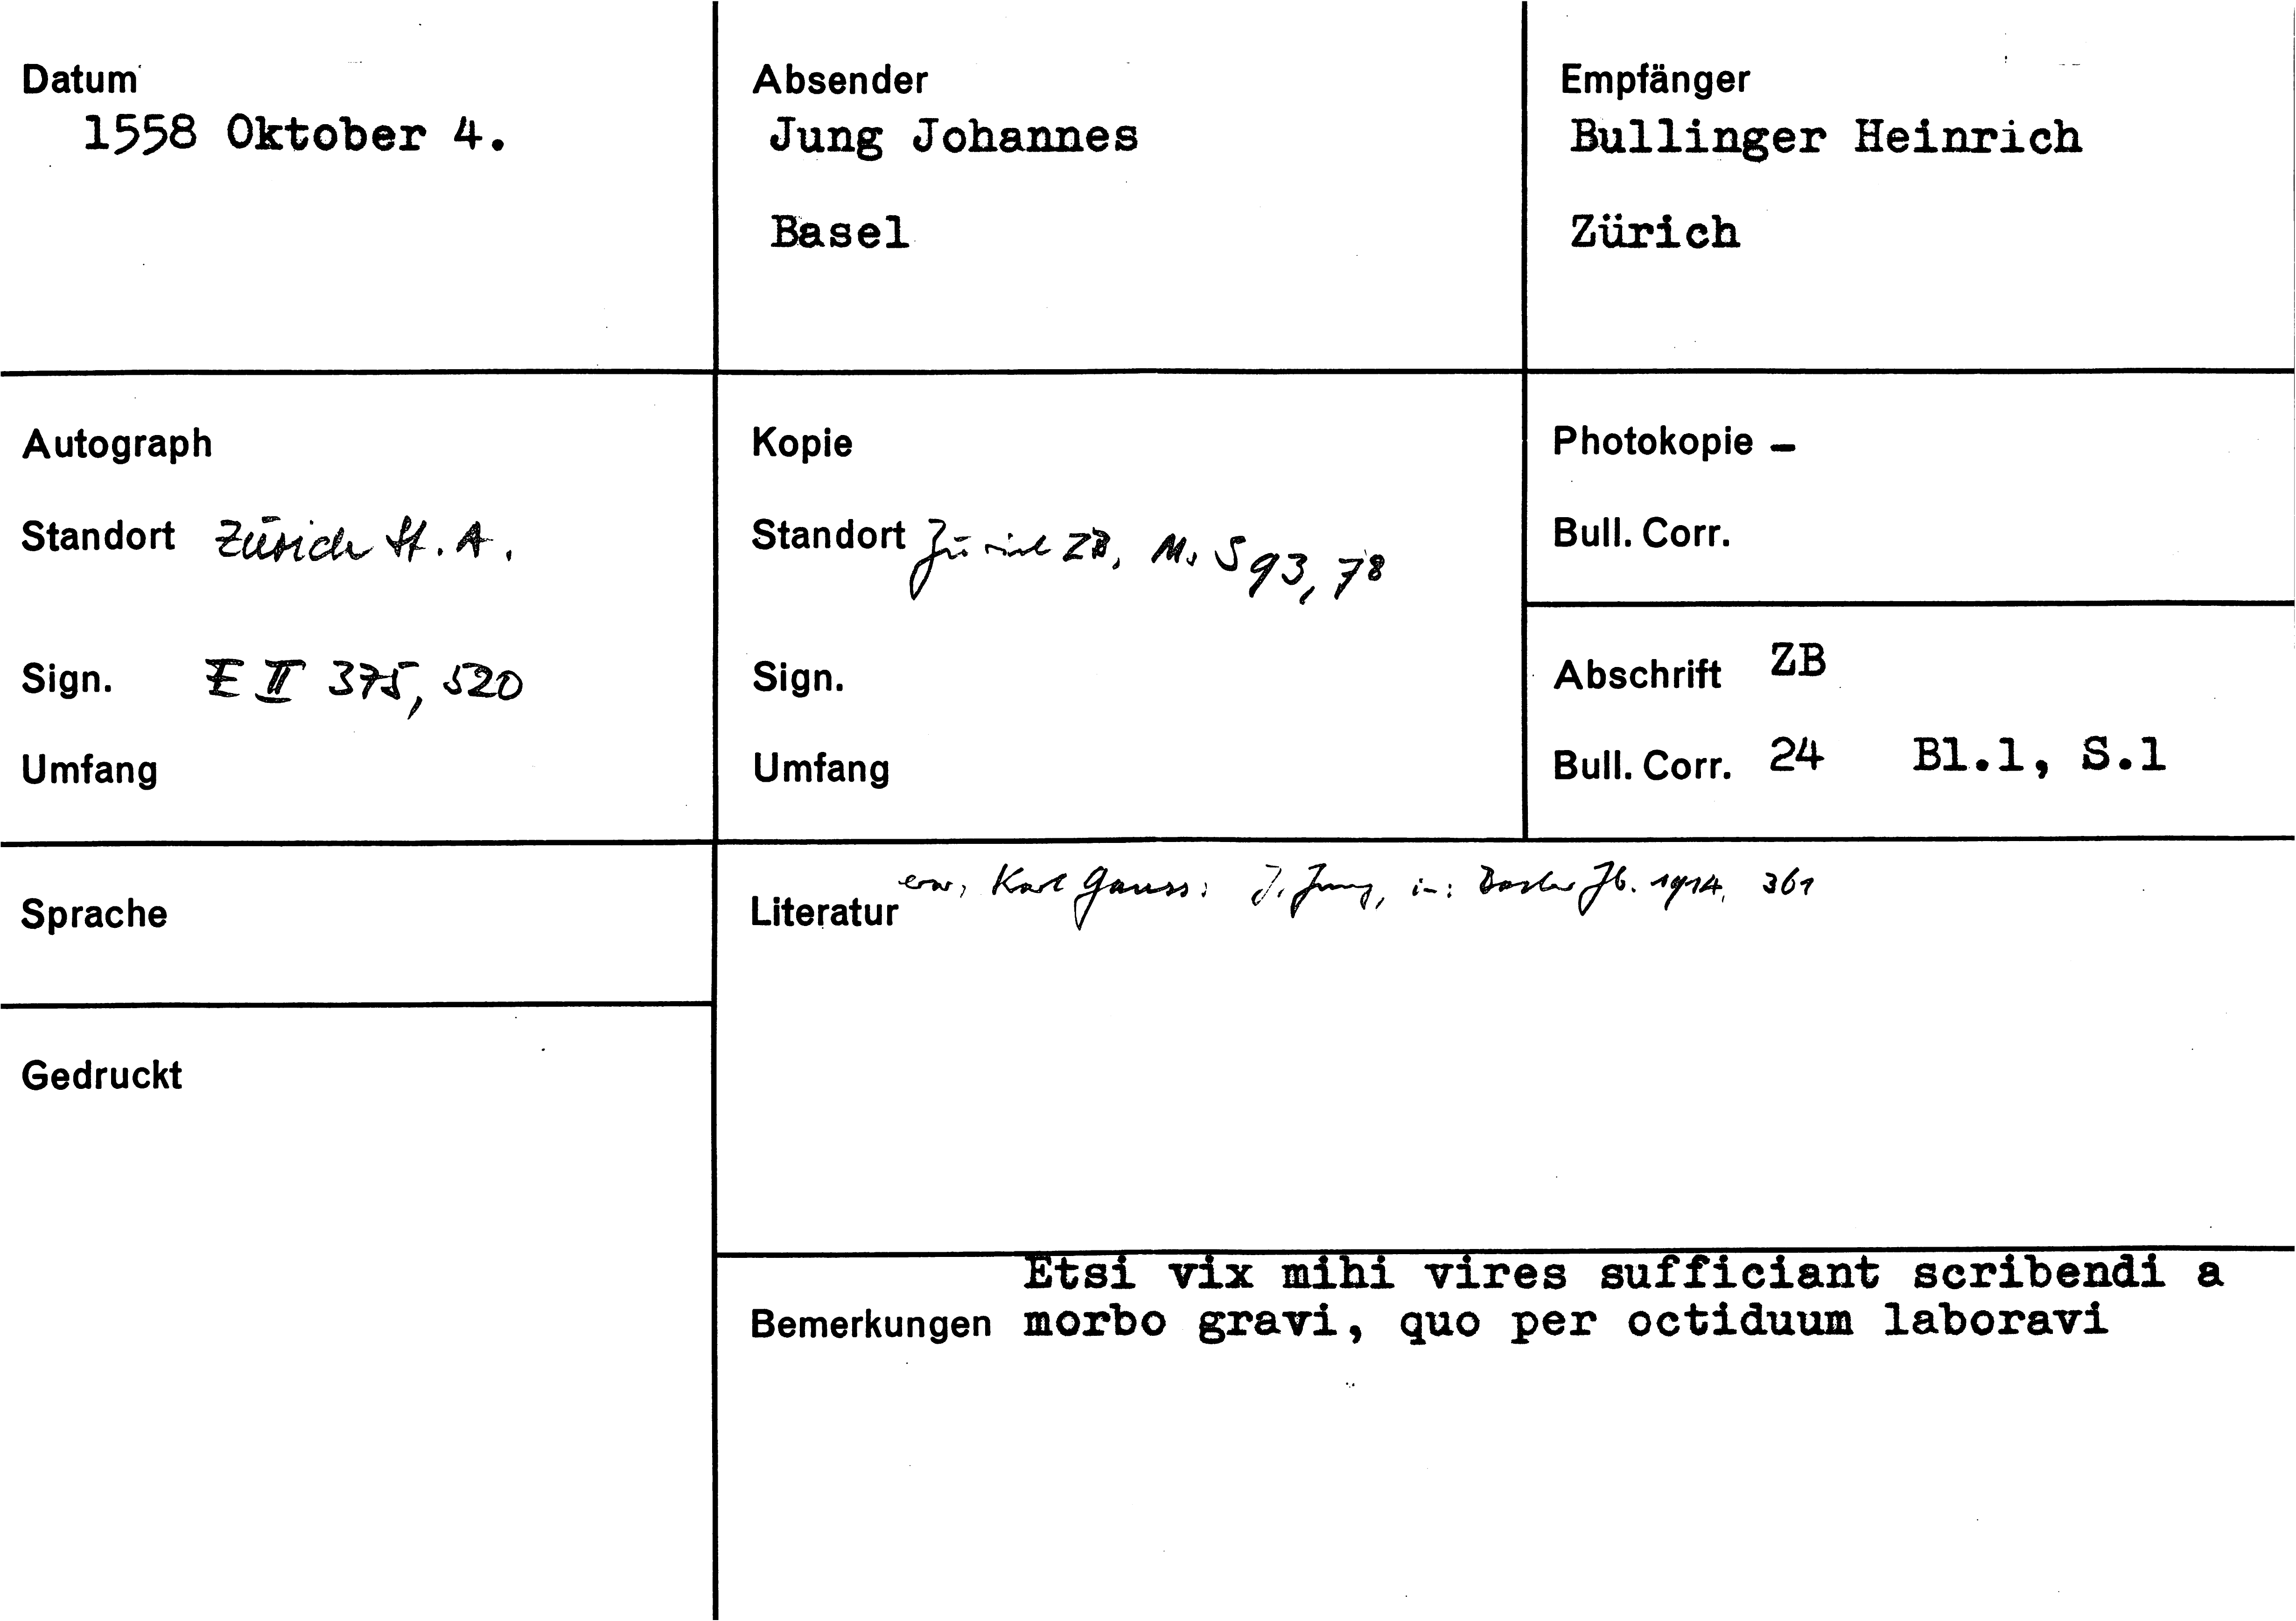 Datum
1558 Oktober 4.
Absender
Jung Johannes
Basel
Empfänger
Bullinger Heinrich
Zürich
Autograph
Standort Zürich St. A.
Sign. E II 375, 520
Umfang
Kopie
Standort Zürich ZB, Ms S 93, 78
Sign.
Umfang
Photokopie -
Bull. Corr.
Abschrift ZB
Bull. Corr. 24 Bl.1, S.1
Sprache
Gedruckt
Literatur erw, Karl Gauss: J. Jung, in: Basler Jb. 1914, 361
Bemerkungen Etsi vix mihi vires sufficiant scribendi a
morbo gravi, quo per octiduum laboravi